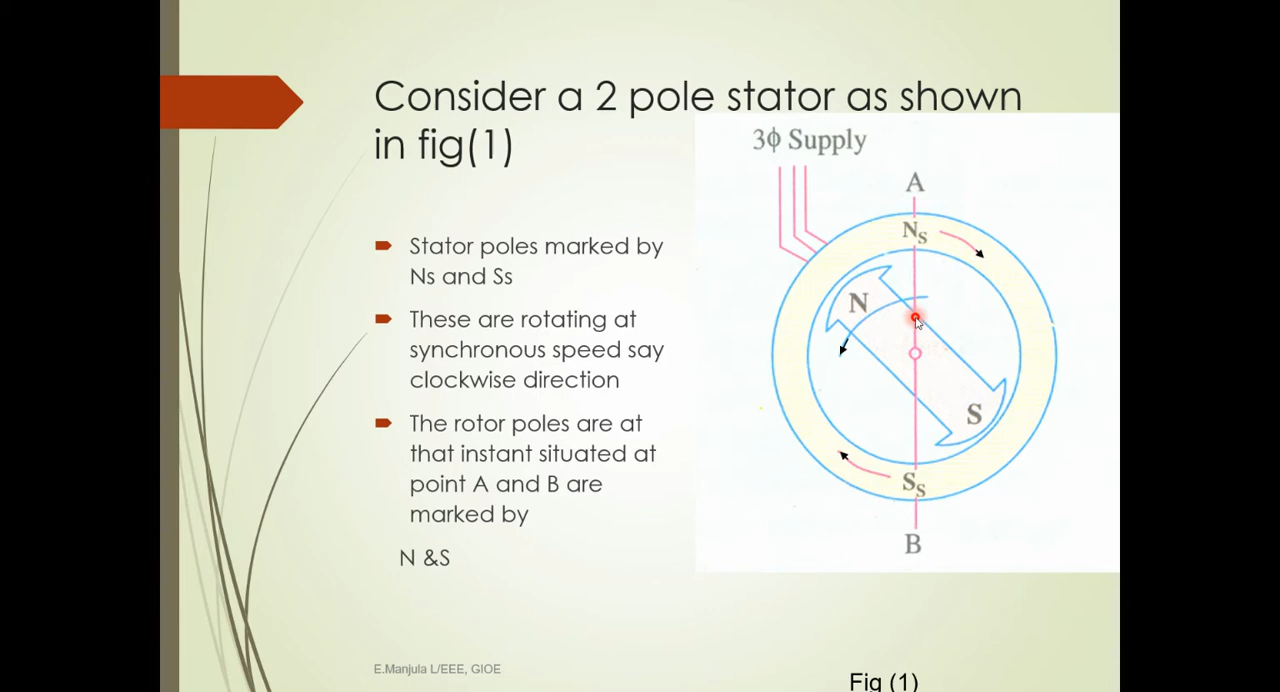 Consider a 2 pole stator as shown
in fig(1)
Stator poles marked by
Ns and Ss
These are rotating at
synchronous speed say
clockwise direction
The rotor poles are at
that instant situated at
point A and B are
marked by
N &S
3ϕ Supply
A
NS
N
S
SS
B
E.Manjula L/EEE, GIOE
Fig (1)